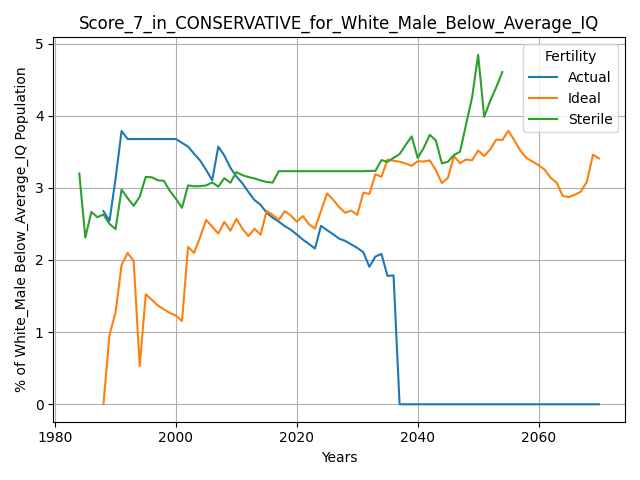 Score_7_in_CONSERVATIVE_for_White_Male_Below_Average_IQ
% of White_Male Below_Average_IQ Population
5
4
3
2
1
0
Fertility
Actual
Ideal
Sterile
1980 2000 2020 2040 2060
Years